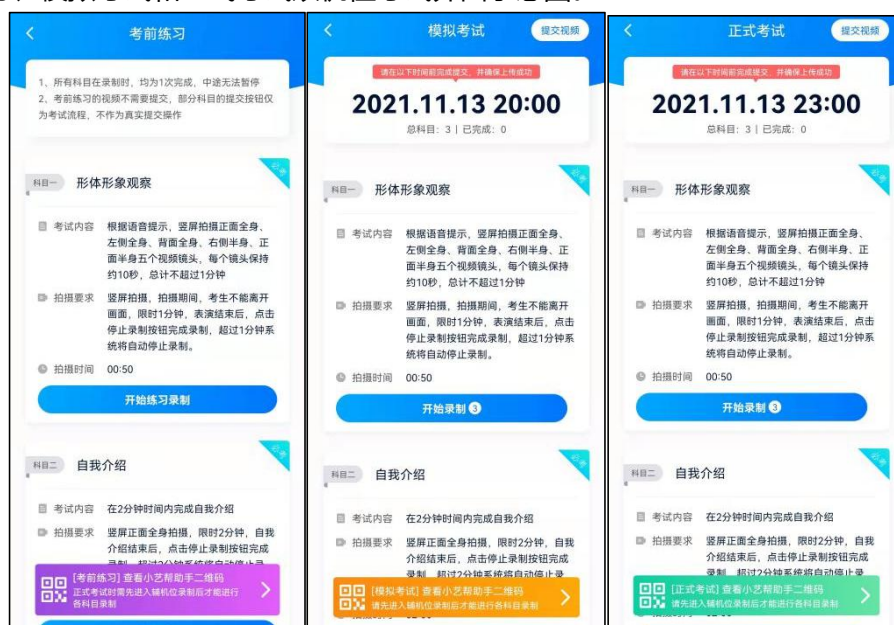 考前练习
1、所有科目在录制时，均为1次完成，中途无法暂停
2、考前练习的视频不需要提交，部分科目的提交按钮仅
为考试流程，不作为真实提交操作
必考
科目一 形体形象观察
考试内容 根据语音提示，竖屏拍摄正面全身、
左侧全身、背面全身、右侧半身、正
面半身五个视频镜头，每个镜头保持
约10秒，总计不超过1分钟
拍摄要求 竖屏拍摄，拍摄期间，考生不能离开
画面，限时1分钟，表演结束后，点击
停止录制按钮完成录制，超过1分钟系
统将自动停止录制。
拍摄时间 00:50
开始练习录制
必考
科目二 自我介绍
考试内容 在2分钟时间内完成自我介绍
拍摄要求 竖屏正面全身拍摄，限时2分钟，自我
介绍结束后，点击停止录制按钮完成
[考前练习] 查看小艺帮助手二维码
正式考试时需先进入辅机位录制后才能进行
各科目录制
模拟考试
提交视频
请在以下时间前完成提交，并确保上传成功
2021.11.13 20:00
总科目：3 | 已完成：0
必考
科目一 形体形象观察
考试内容 根据语音提示，竖屏拍摄正面全身、
左侧全身、背面全身、右侧半身、正
面半身五个视频镜头，每个镜头保持
约10秒，总计不超过1分钟
拍摄要求 竖屏拍摄，拍摄期间，考生不能离开
画面，限时1分钟，表演结束后，点击
停止录制按钮完成录制，超过1分钟系
统将自动停止录制。
拍摄时间 00:50
开始录制 3
必考
科目二 自我介绍
考试内容 在2分钟时间内完成自我介绍
拍摄要求 竖屏正面全身拍摄，限时2分钟，自我
介绍结束后，点击停止录制按钮完成
录制，超过2分钟系统将自动停止录
[模拟考试] 查看小艺帮助手二维码
请先进入辅机位录制后才能进行各科目录制
正式考试
提交视频
请在以下时间前完成提交，并确保上传成功
2021.11.13 23:00
总科目：3 | 已完成：0
必考
科目一 形体形象观察
考试内容 根据语音提示，竖屏拍摄正面全身、
左侧全身、背面全身、右侧半身、正
面半身五个视频镜头，每个镜头保持
约10秒，总计不超过1分钟
拍摄要求 竖屏拍摄，拍摄期间，考生不能离开
画面，限时1分钟，表演结束后，点击
停止录制按钮完成录制，超过1分钟系
统将自动停止录制。
拍摄时间 00:50
开始录制 3
必考
科目二 自我介绍
考试内容 在2分钟时间内完成自我介绍
拍摄要求 竖屏正面全身拍摄，限时2分钟，自我
介绍结束后，点击停止录制按钮完成
录制，超过2分钟系统将自动停止录
[正式考试] 查看小艺帮助手二维码
请先进入辅机位录制后才能进行各科目录制